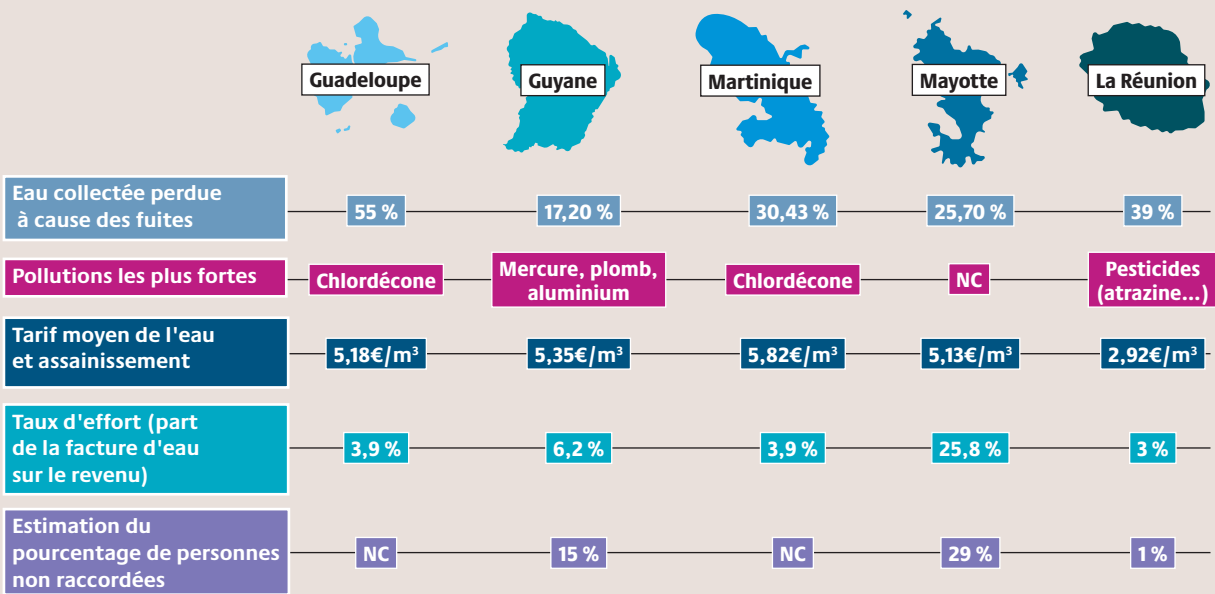 Guadeloupe
Guyane
Martinique
Mayotte
La Réunion
Eau collectée perdue
à cause des fuites
55 %
17,20 %
30,43 %
25,70 %
39 %
Pollutions les plus fortes
Chlordécone
Mercure, plomb,
aluminium
Chlordécone
NC
Pesticides
(atrazine...)
Tarif moyen de l'eau
et assainissement
5,18€/m³
5,35€/m³
5,82€/m³
5,13€/m³
2,92€/m³
Taux d'effort (part
de la facture d'eau
sur le revenu)
3,9 %
6,2 %
3,9 %
25,8 %
3 %
Estimation du
pourcentage de personnes
non raccordées
NC
15 %
NC
29 %
1 %